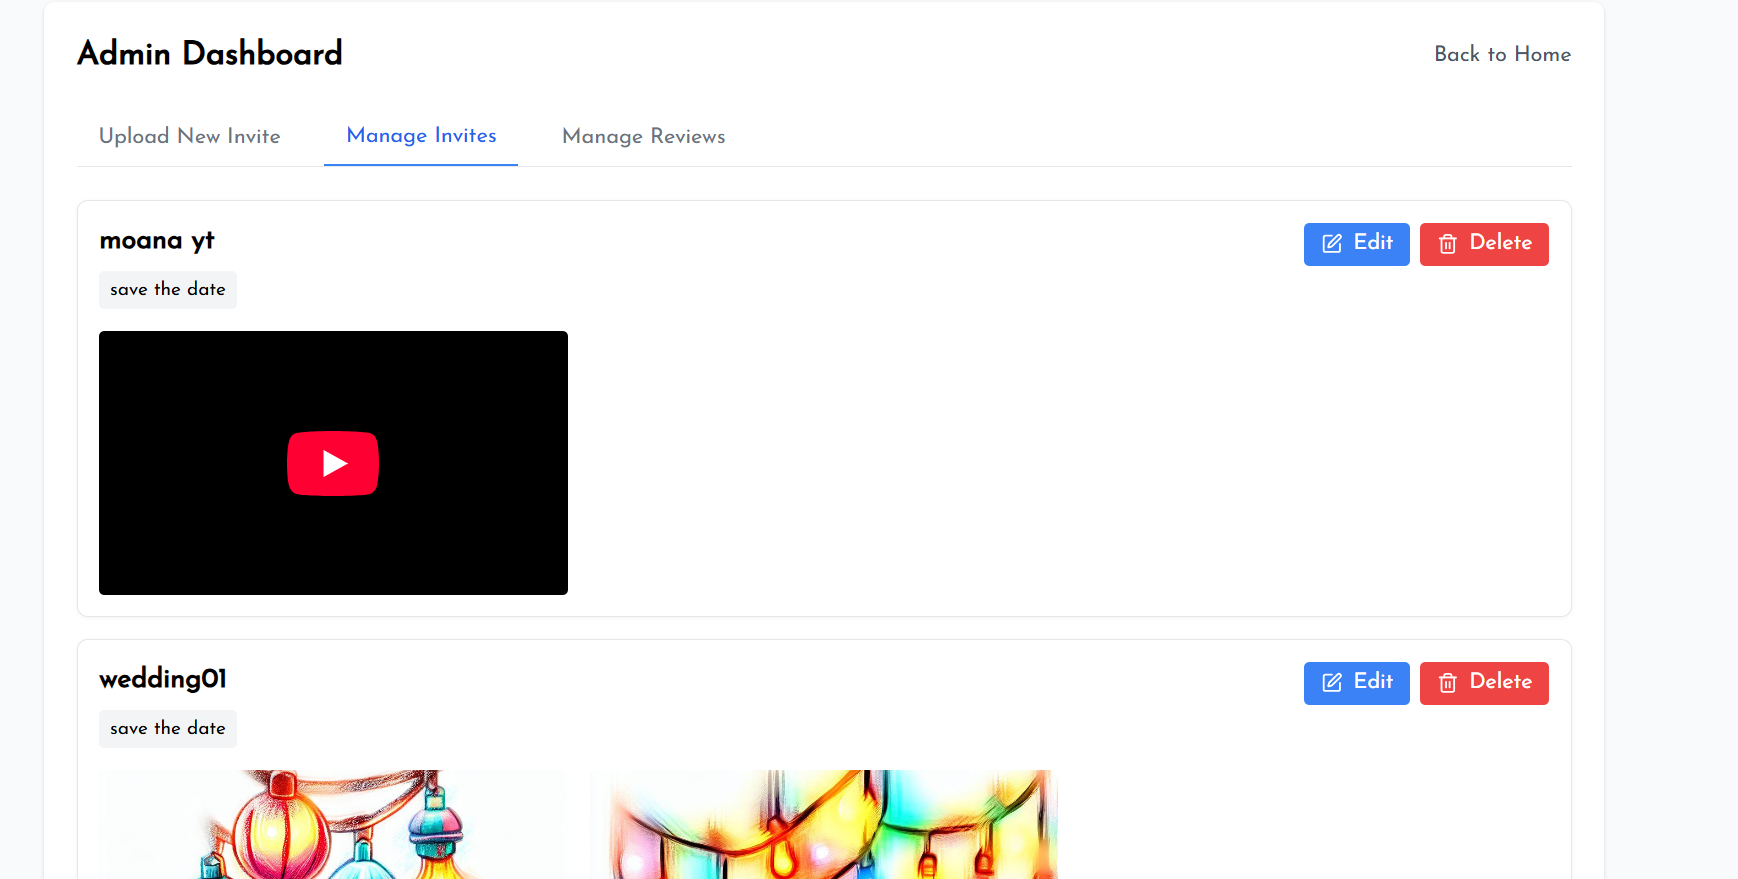 Admin Dashboard
Back to Home
Upload New Invite
Manage Invites
Manage Reviews
moana yt
Edit
Delete
save the date
wedding01
Edit
Delete
save the date